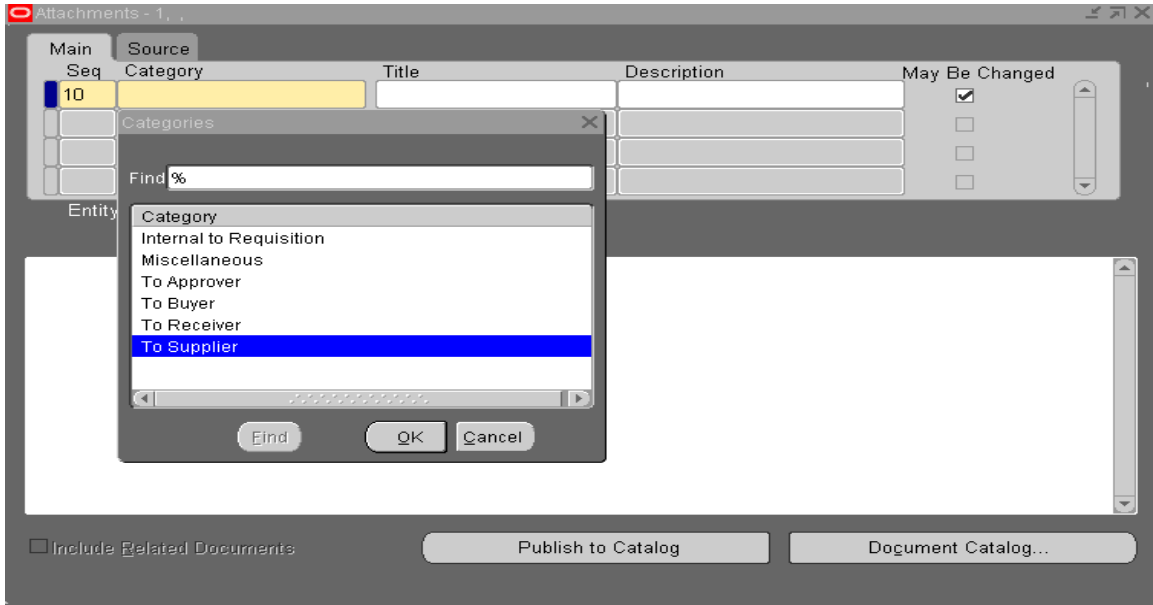 Attachments - 1, ,
Main Source
Seq Category Title Description May Be Changed
10
Categories
Find %
Entity
Category
Internal to Requisition
Miscellaneous
To Approver
To Buyer
To Receiver
To Supplier
Find OK Cancel
Include Related Documents Publish to Catalog Document Catalog...